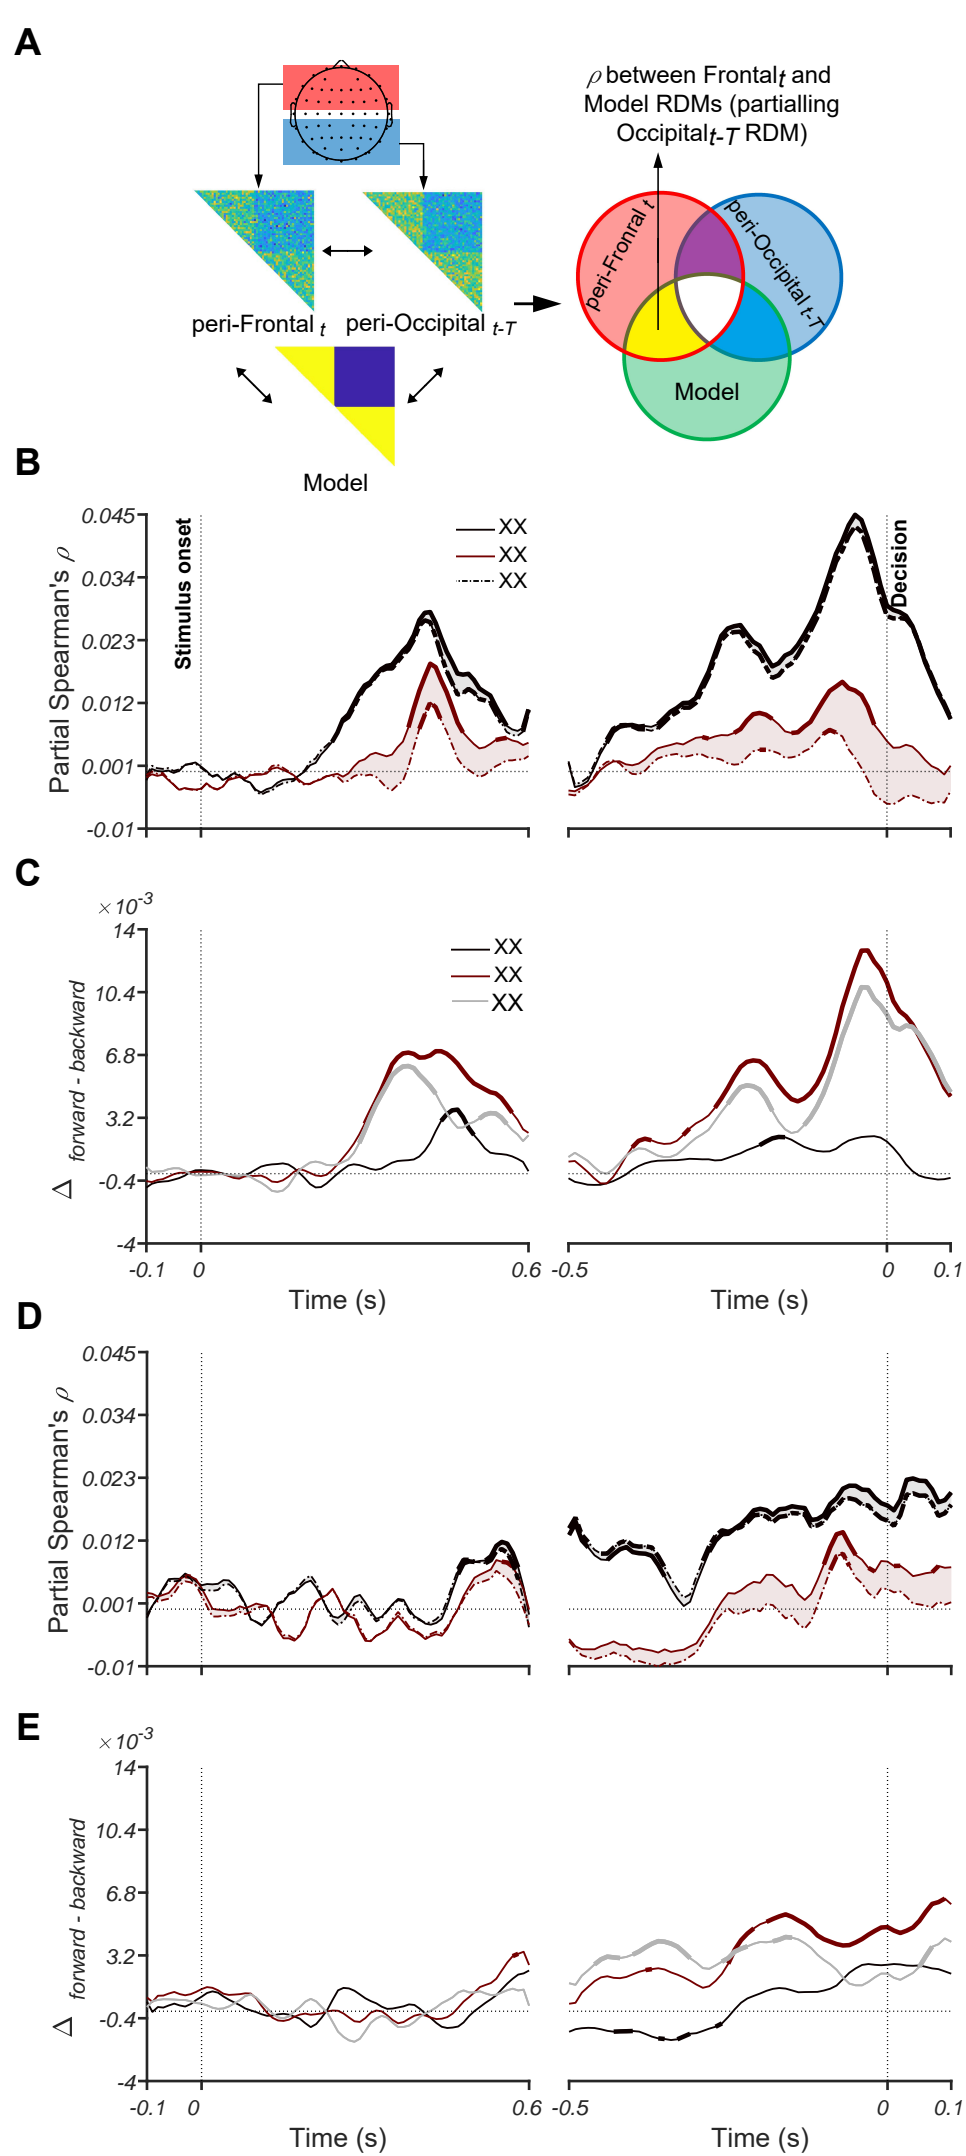 A
ρ between Frontal t and
Model RDMs (partialling
Occipital t-T RDM)
peri-Fronral t
peri-Occipital t-T
peri-Frontal t
peri-Occipital t-T
Model
Model
B
0.045
0.034
0.023
0.012
0.001
-0.01
Partial Spearman's ρ
Stimulus onset
XX
XX
XX
Decision
C
×10-3
14
10.4
6.8
3.2
-0.4
-4
Δ forward - backward
XX
XX
XX
-0.1 0 0.6 -0.5 0 0.1
Time (s) Time (s)
D
0.045
0.034
0.023
0.012
0.001
-0.01
Partial Spearman's ρ
E
×10-3
14
10.4
6.8
3.2
-0.4
-4
Δ forward - backward
-0.1 0 0.6 -0.5 0 0.1
Time (s) Time (s)